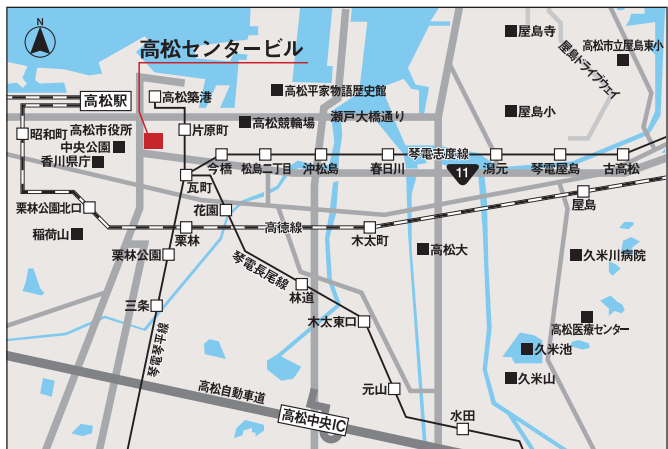 N
高松センタービル
屋島寺
高松市立屋島東小
屋島ドライブウェイ
高松駅
高松築港
高松平家物語歴史館
屋島小
昭和町
高松市役所
片原町
高松競輪場
瀬戸大橋通り
中央公園
香川県庁
今橋
松島二丁目
沖松島
春日川
琴電志度線
潟元
琴電屋島
古高松
瓦町
11
栗林公園北口
花園
屋島
稲荷山
栗林
高徳線
木太町
栗林公園
高松大
久米川病院
琴電長尾線
林道
三条
木太東口
高松医療センター
琴電琴平線
久米池
高松自動車道
元山
久米山
高松中央IC
水田